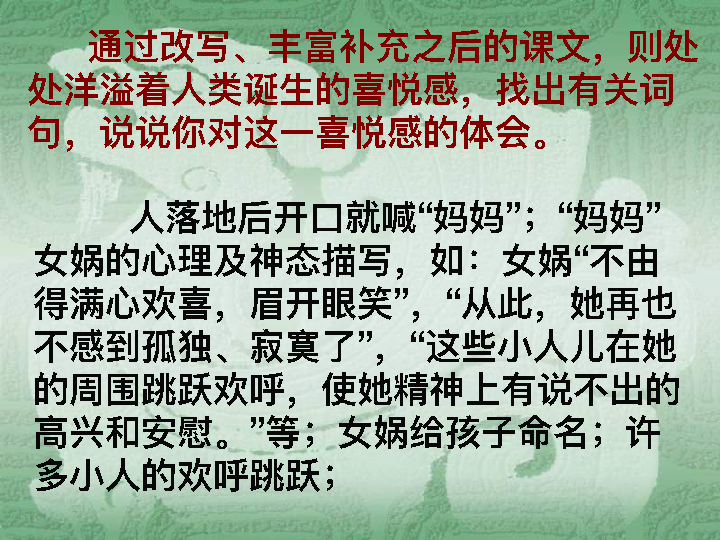 通过改写、丰富补充之后的课文，则处
处洋溢着人类诞生的喜悦感，找出有关词
句，说说你对这一喜悦感的体会。
人落地后开口就喊“妈妈”；“妈妈”
女娲的心理及神态描写，如：女娲“不由
得满心欢喜，眉开眼笑”，“从此，她再也
不感到孤独、寂寞了”，“这些小人儿在她
的周围跳跃欢呼，使她精神上有说不出的
高兴和安慰。”等；女娲给孩子命名；许
多小人的欢呼跳跃；